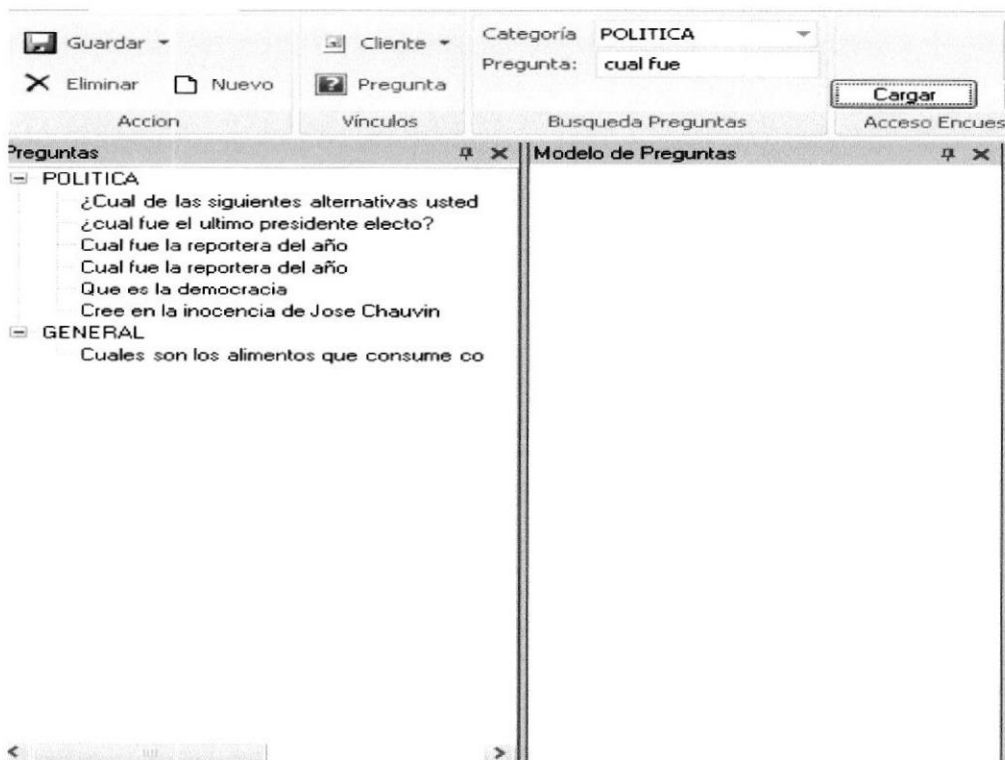 Guardar
Cliente
Categoría POLITICA
Pregunta: cual fue
Eliminar Nuevo
Pregunta
Cargar
Accion
Vínculos
Busqueda Preguntas
Acceso Encues
Preguntas
Modelo de Preguntas
POLITICA
¿Cual de las siguientes alternativas usted
¿cual fue el ultimo presidente electo?
Cual fue la reportera del año
Cual fue la reportera del año
Que es la democracia
Cree en la inocencia de Jose Chauvin
GENERAL
Cuales son los alimentos que consume co